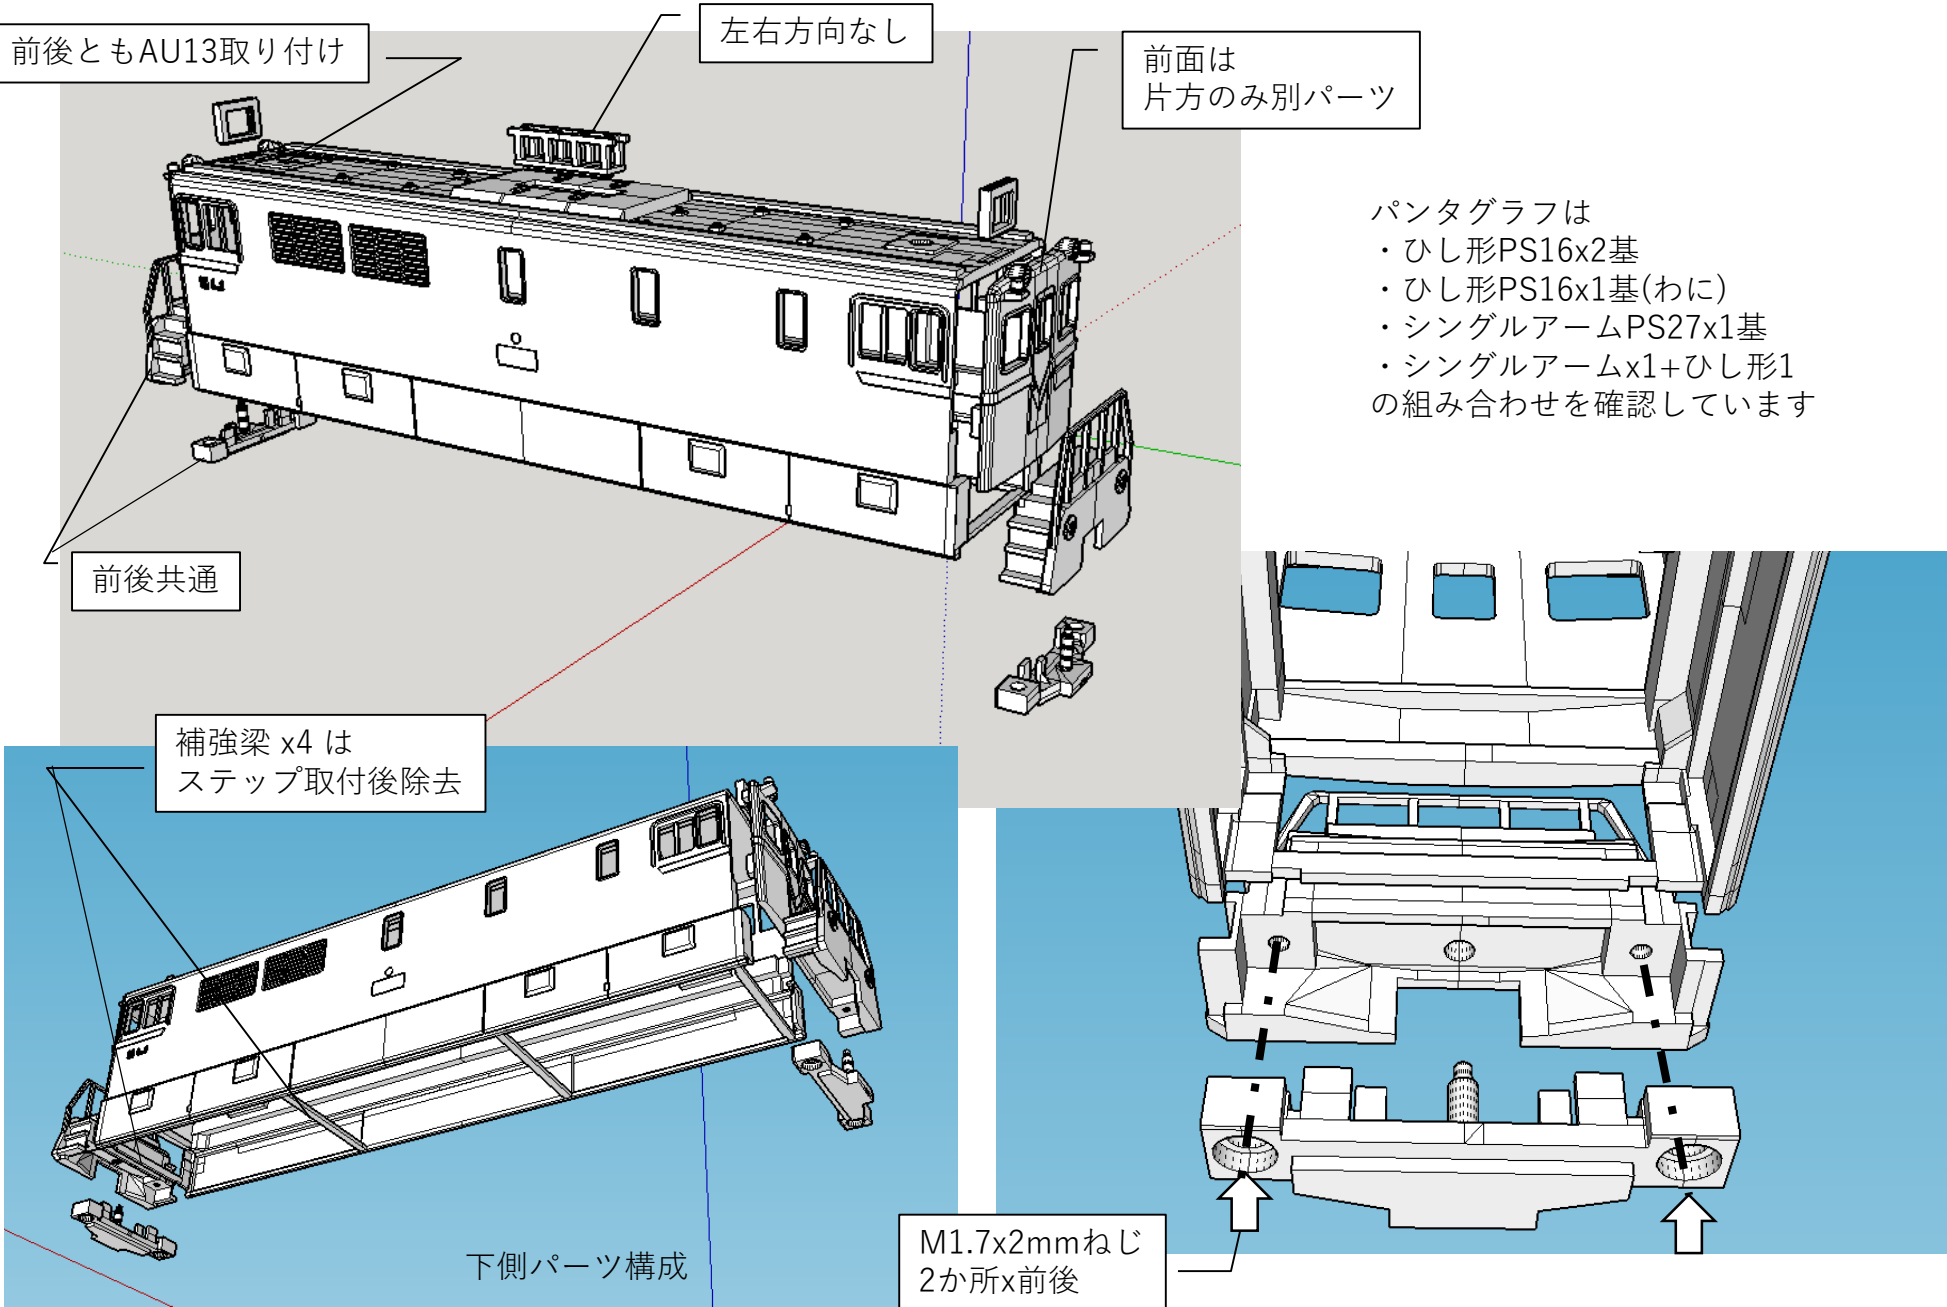 前後ともAU13取り付け
左右方向なし
前面は
片方のみ別パーツ
パンタグラフは
・ひし形PS16x2基
・ひし形PS16x1基(わに)
・シングルアームPS27x1基
・シングルアームx1+ひし形1
の組み合わせを確認しています
前後共通
補強梁 x4 は
ステップ取付後除去
下側パーツ構成
M1.7x2mmねじ
2か所x前後